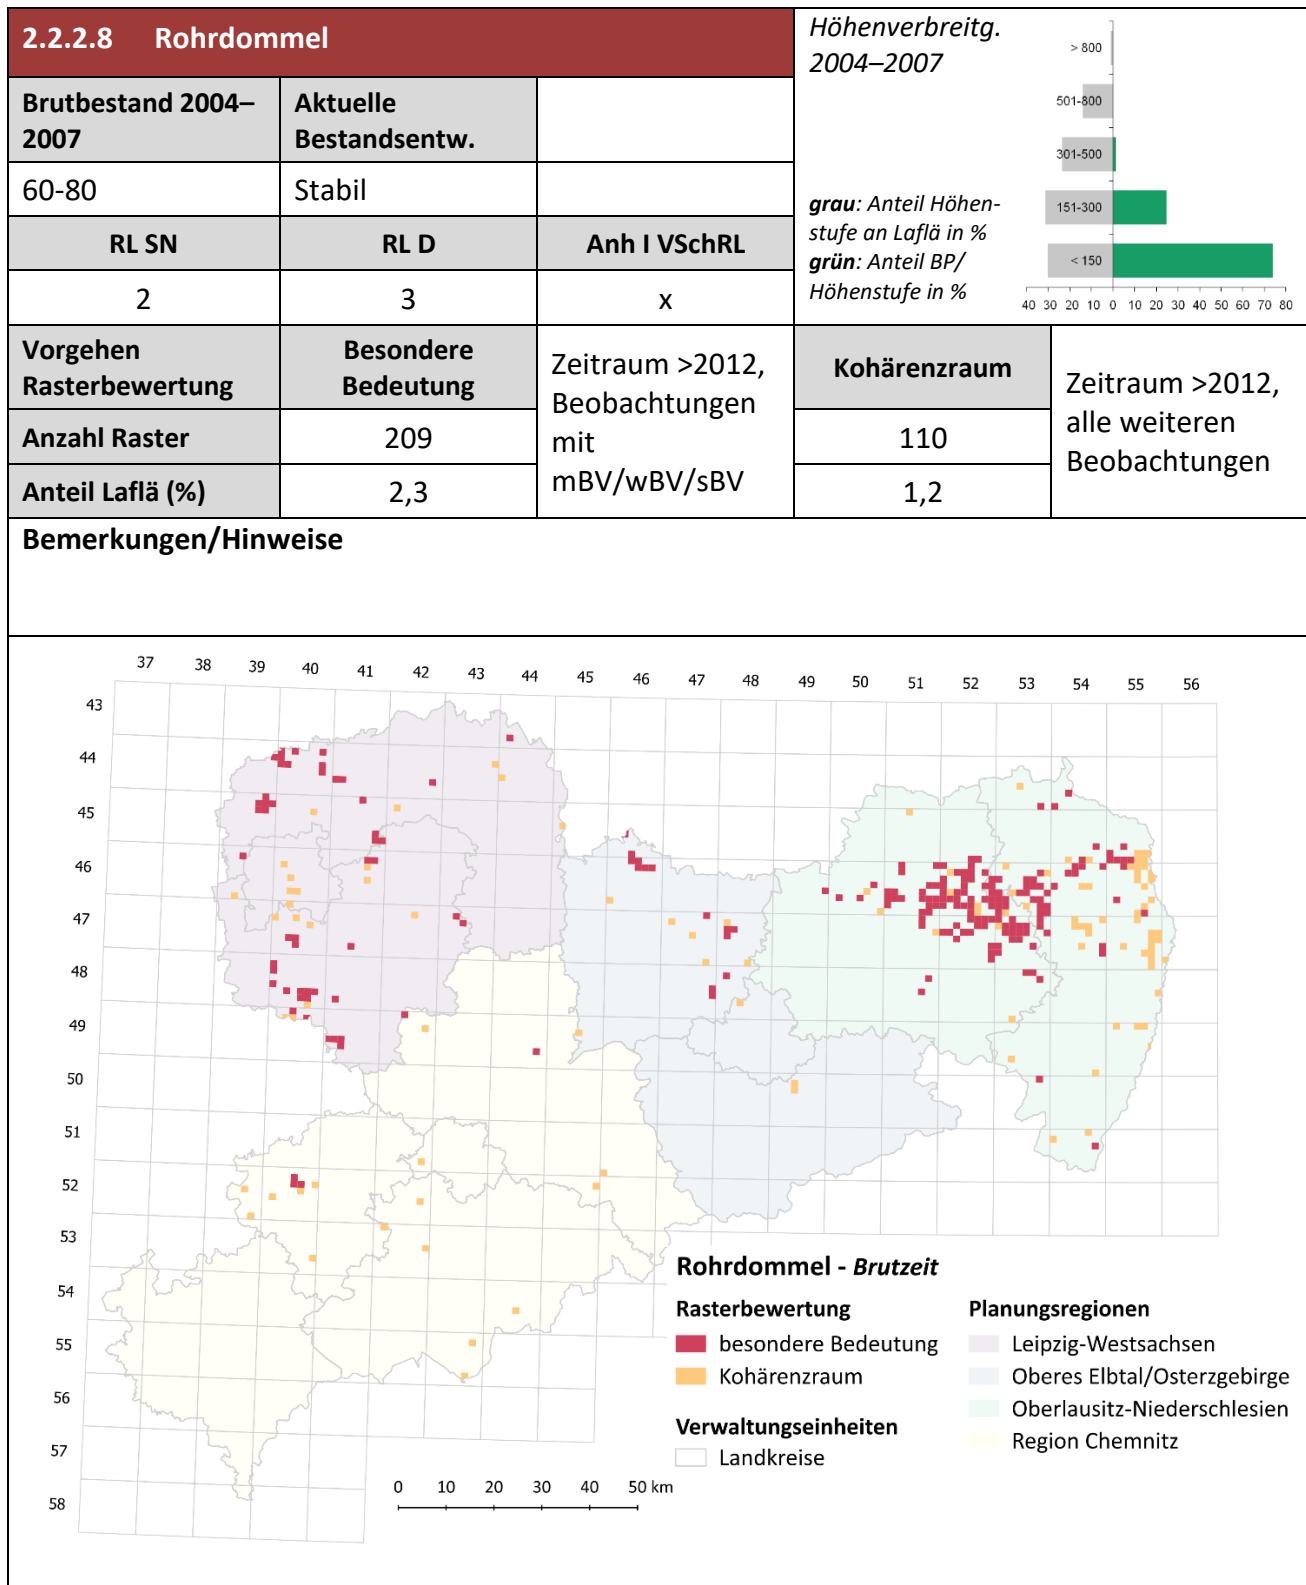 2.2.2.8 Rohrdommel
Höhenverbreitg.
2004–2007
Brutbestand 2004–
2007
Aktuelle
Bestandsentw.
60-80
Stabil
RL SN
RL D
Anh I VSchRL
2
3
x
grau: Anteil Höhen-
stufe an Laflä in %
grün: Anteil BP/
Höhenstufe in %
> 800
501-800
301-500
151-300
< 150
40 30 20 10 0 10 20 30 40 50 60 70 80
Vorgehen
Rasterbewertung
Besondere
Bedeutung
Zeitraum >2012,
Beobachtungen
mit
mBV/wBV/sBV
Kohärenzraum
Zeitraum >2012,
alle weiteren
Beobachtungen
Anzahl Raster
209
110
Anteil Laflä (%)
2,3
1,2
Bemerkungen/Hinweise
37 38 39 40 41 42 43 44 45 46 47 48 49 50 51 52 53 54 55 56
43
44
45
46
47
48
49
50
51
52
53
54
55
56
57
58
Rohrdommel - Brutzeit
Rasterbewertung
besondere Bedeutung
Kohärenzraum
Verwaltungseinheiten
Landkreise
Planungsregionen
Leipzig-Westsachsen
Oberes Elbtal/Osterzgebirge
Oberlausitz-Niederschlesien
Region Chemnitz
0 10 20 30 40 50 km